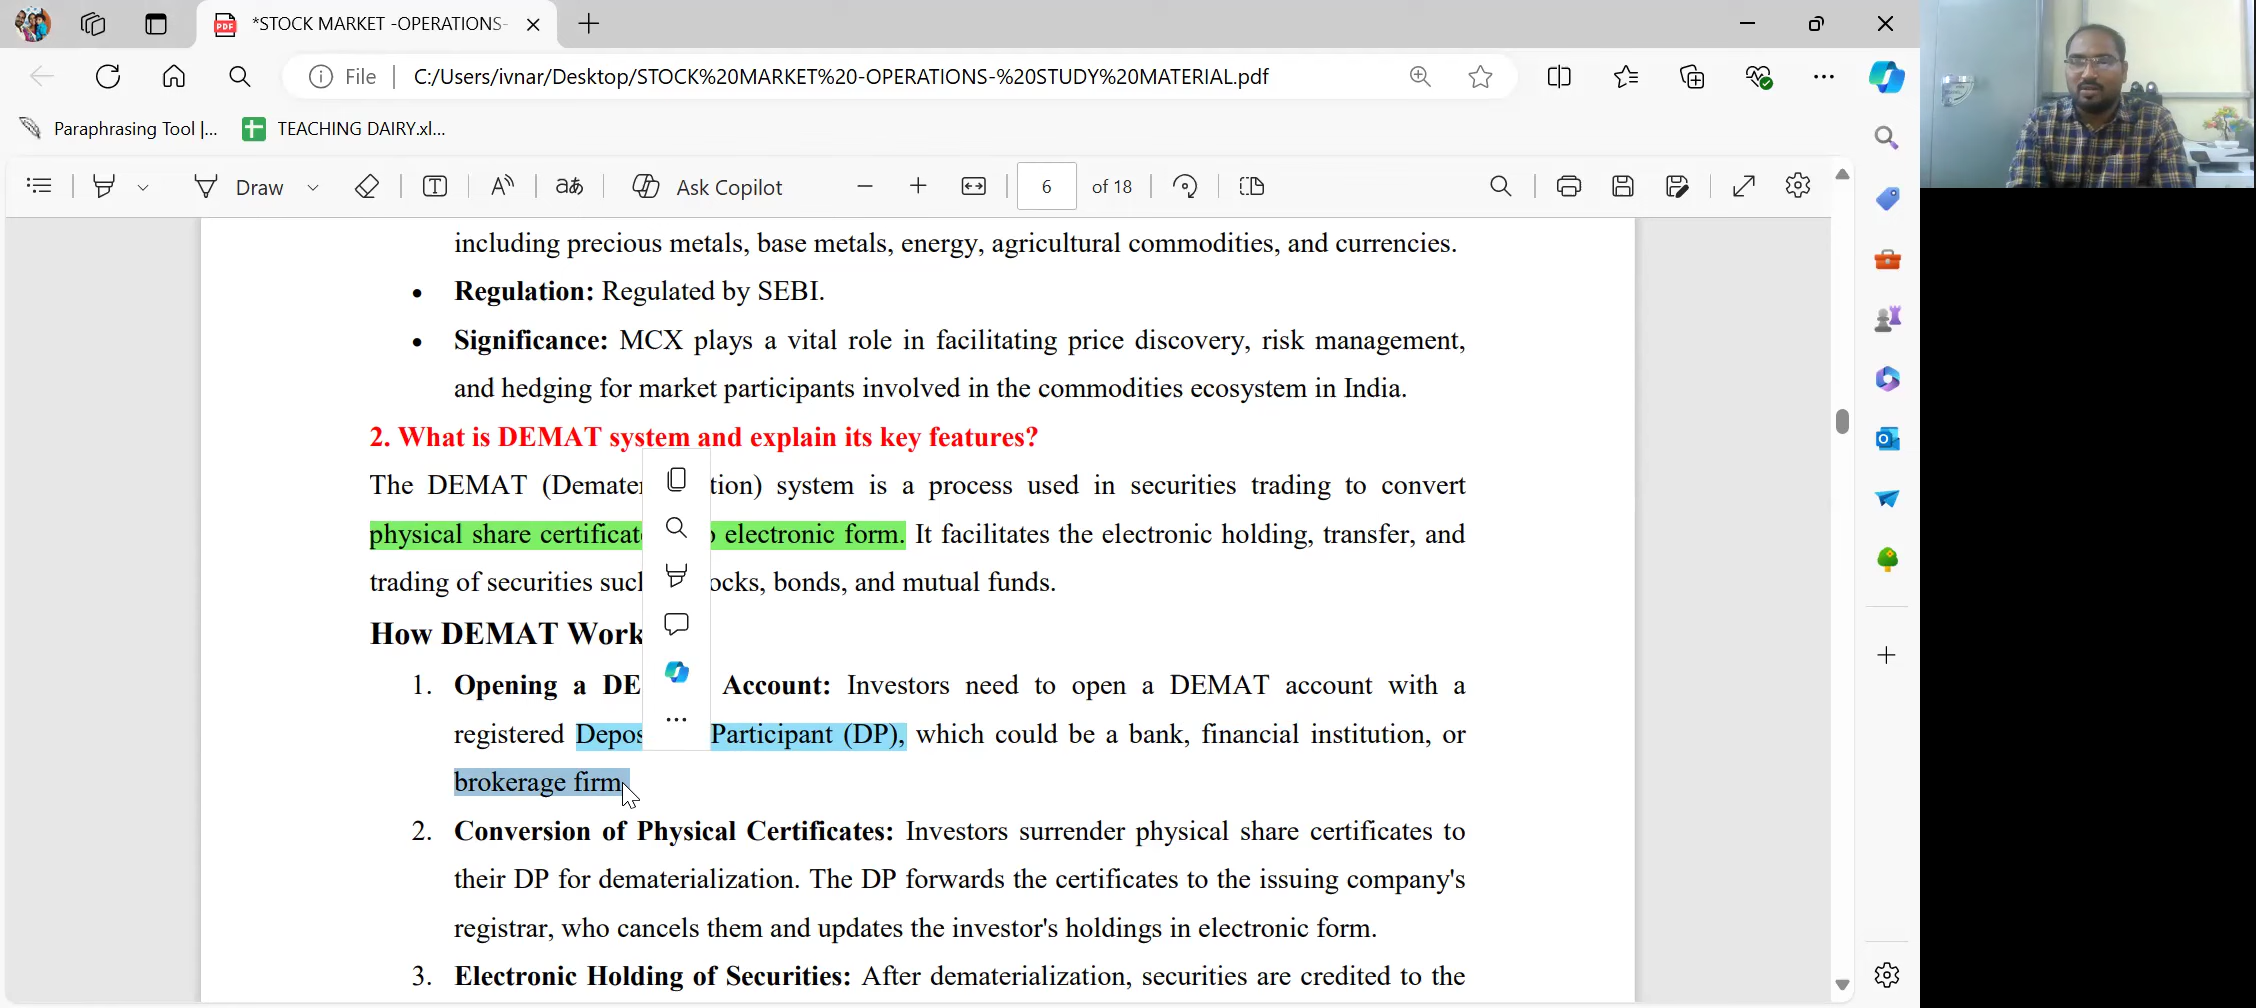 *STOCK MARKET -OPERATIONS-
File
C:/Users/ivnar/Desktop/STOCK%20MARKET%20-OPERATIONS-%20STUDY%20MATERIAL.pdf
Paraphrasing Tool |...
TEACHING DAIRY.xl...
Draw
Ask Copilot
6
of 18
including precious metals, base metals, energy, agricultural commodities, and currencies.
• Regulation: Regulated by SEBI.
• Significance: MCX plays a vital role in facilitating price discovery, risk management,
and hedging for market participants involved in the commodities ecosystem in India.
2. What is DEMAT system and explain its key features?
The DEMAT (Demater tion) system is a process used in securities trading to convert
physical share certificat electronic form. It facilitates the electronic holding, transfer, and
trading of securities such ocks, bonds, and mutual funds.
How DEMAT Work
1. Opening a DE Account: Investors need to open a DEMAT account with a
registered Depos Participant (DP), which could be a bank, financial institution, or
brokerage firm.
2. Conversion of Physical Certificates: Investors surrender physical share certificates to
their DP for dematerialization. The DP forwards the certificates to the issuing company's
registrar, who cancels them and updates the investor's holdings in electronic form.
3. Electronic Holding of Securities: After dematerialization, securities are credited to the